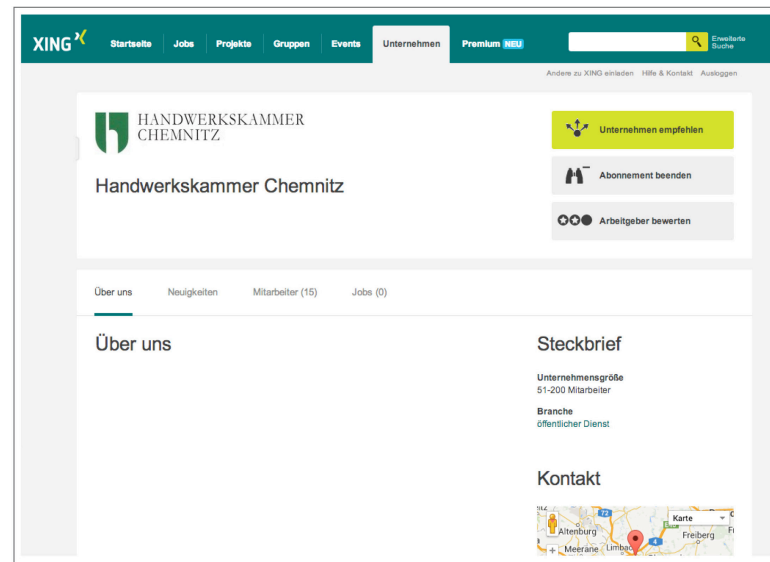 XING
Startseite Jobs Projekte Gruppen Events Unternehmen Premium NEU
Erweiterte
Suche
Andere zu XING einladen Hilfe & Kontakt Ausloggen
HANDWERKSKAMMER
CHEMNITZ
Handwerkskammer Chemnitz
Unternehmen empfehlen
Abonnement beenden
Arbeitgeber bewerten
Über uns Neuigkeiten Mitarbeiter (15) Jobs (0)
Über uns
Steckbrief
Unternehmensgröße
51-200 Mitarbeiter
Branche
öffentlicher Dienst
Kontakt
72
Karte
Altenburg
Freiberg
4
Meerane